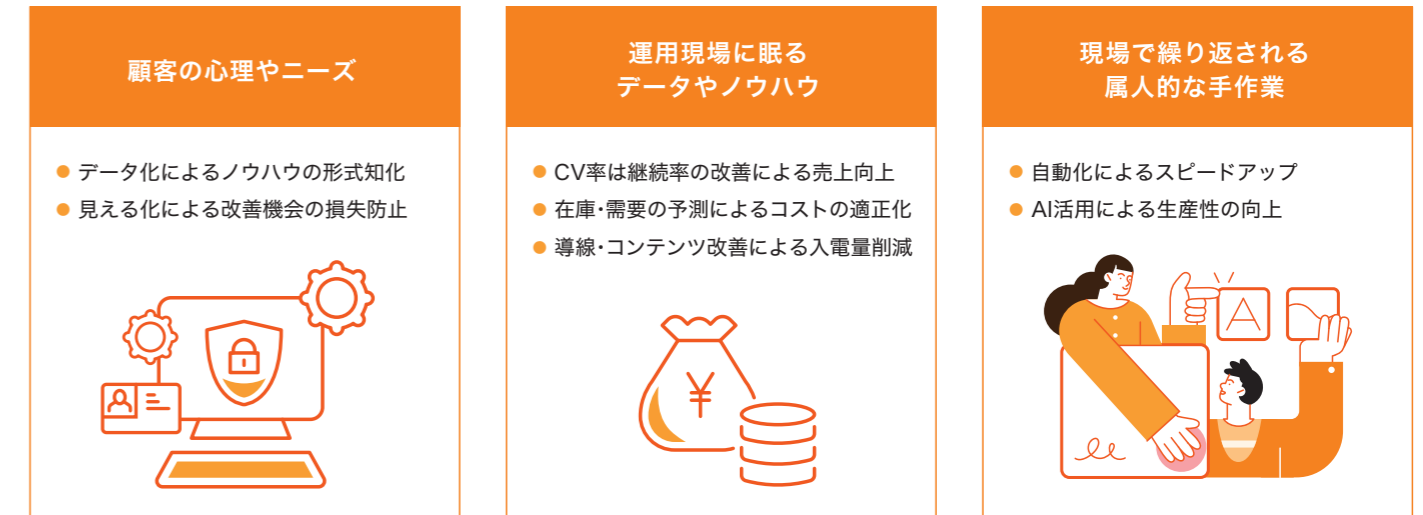 顧客の心理やニーズ
データ化によるノウハウの形式知化
見える化による改善機会の損失防止
運用現場に眠る
データやノウハウ
CV率は継続率の改善による売上向上
在庫・需要の予測によるコストの適正化
導線・コンテンツ改善による入電量削減
¥
現場で繰り返される
属人的な手作業
自動化によるスピードアップ
AI活用による生産性の向上
A